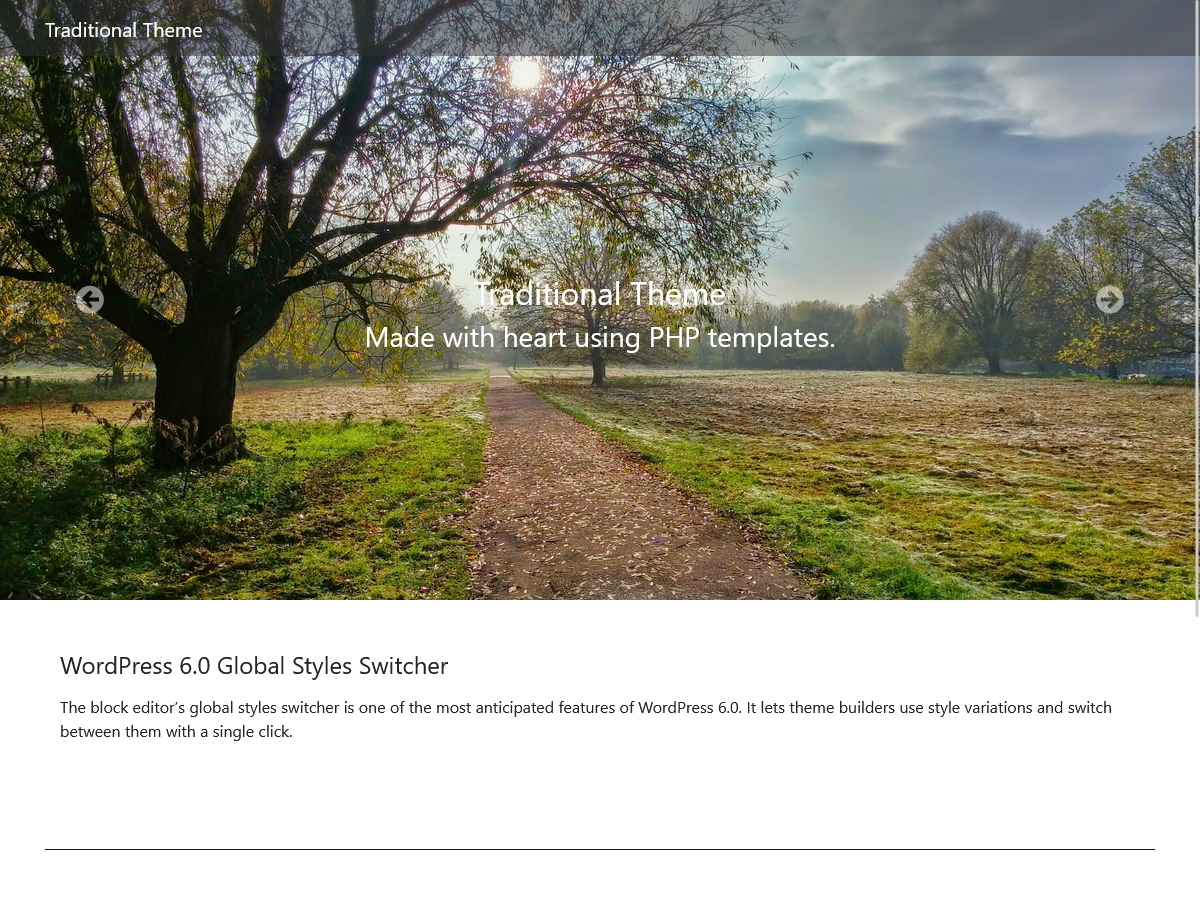 Traditional Theme
Traditional Theme
Made with heart using PHP templates.
WordPress 6.0 Global Styles Switcher
The block editor’s global styles switcher is one of the most anticipated features of WordPress 6.0. It lets theme builders use style variations and switch
between them with a single click.